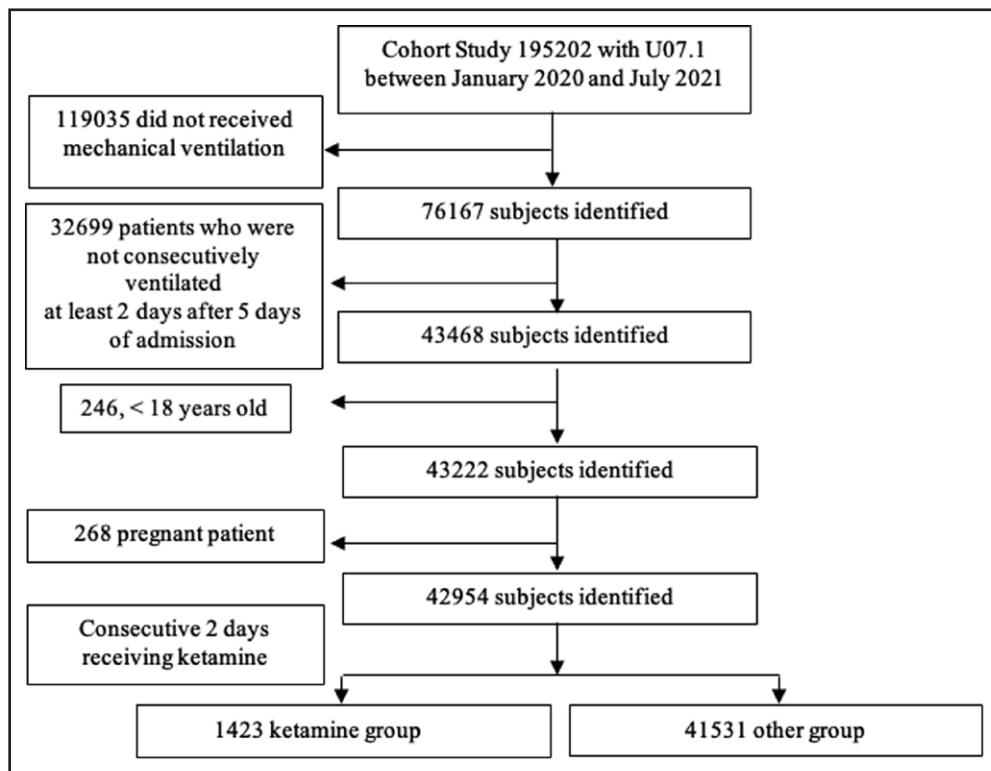 Cohort Study 195202 with U07.1
between January 2020 and July 2021
119035 did not received
mechanical ventilation
76167 subjects identified
32699 patients who were
not consecutively
ventilated
at least 2 days after 5 days
of admission
43468 subjects identified
246, < 18 years old
43222 subjects identified
268 pregnant patient
42954 subjects identified
Consecutive 2 days
receiving ketamine
1423 ketamine group
41531 other group